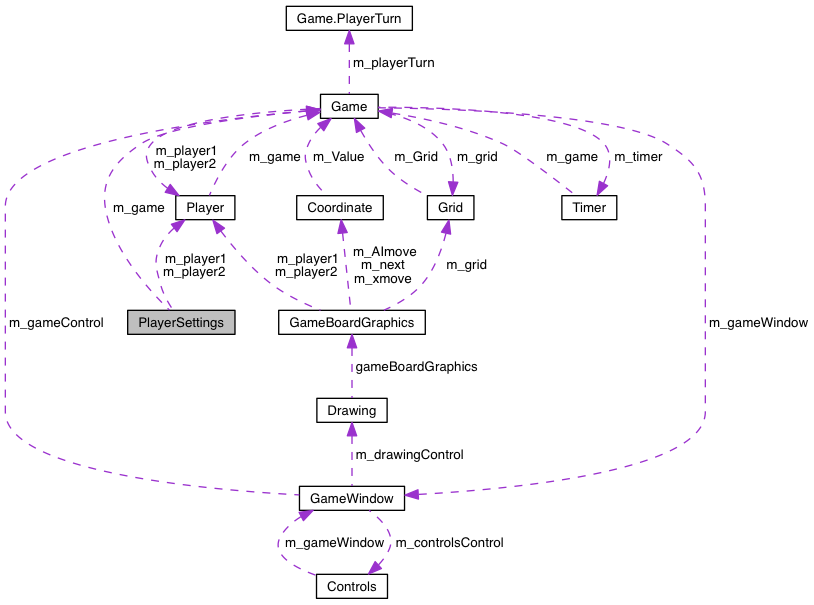 Game.PlayerTurn
m_playerTurn
Game
m_player1
m_player2
m_game
m_Value
m_Grid
m_grid
m_game
m_timer
m_game
Player
Coordinate
Grid
Timer
m_player1
m_player2
m_player1
m_player2
m_AImove
m_next
m_xmove
m_grid
m_gameControl
PlayerSettings
GameBoardGraphics
m_gameWindow
gameBoardGraphics
Drawing
m_drawingControl
GameWindow
m_gameWindow
m_controlsControl
Controls